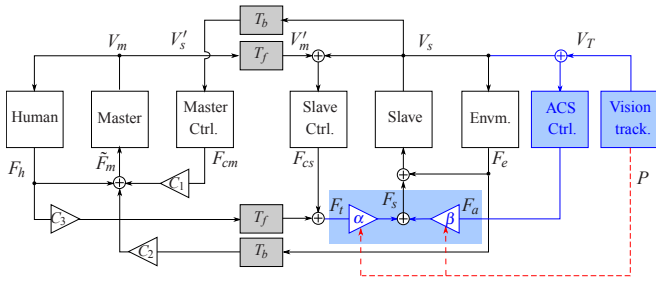 T_b
V_m V'_s T_f V'_m V_s V_T
Human Master Master Ctrl. Slave Ctrl. Slave Envm. ACS Ctrl. Vision track.
F_h F̃_m F_cm F_cs F_e P
C_1
C_3 T_f F_t α F_s β F_a
C_2 T_b